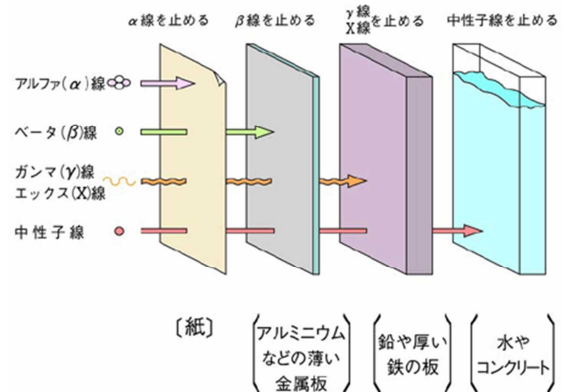 α線を止める
β線を止める
γ線
X線を止める
中性子線を止める
アルファ(α)線
ベータ(β)線
ガンマ(γ)線
エックス(X)線
中性子線
〔紙〕
アルミニウム
などの薄い
金属板
鉛や厚い
鉄の板
水や
コンクリート